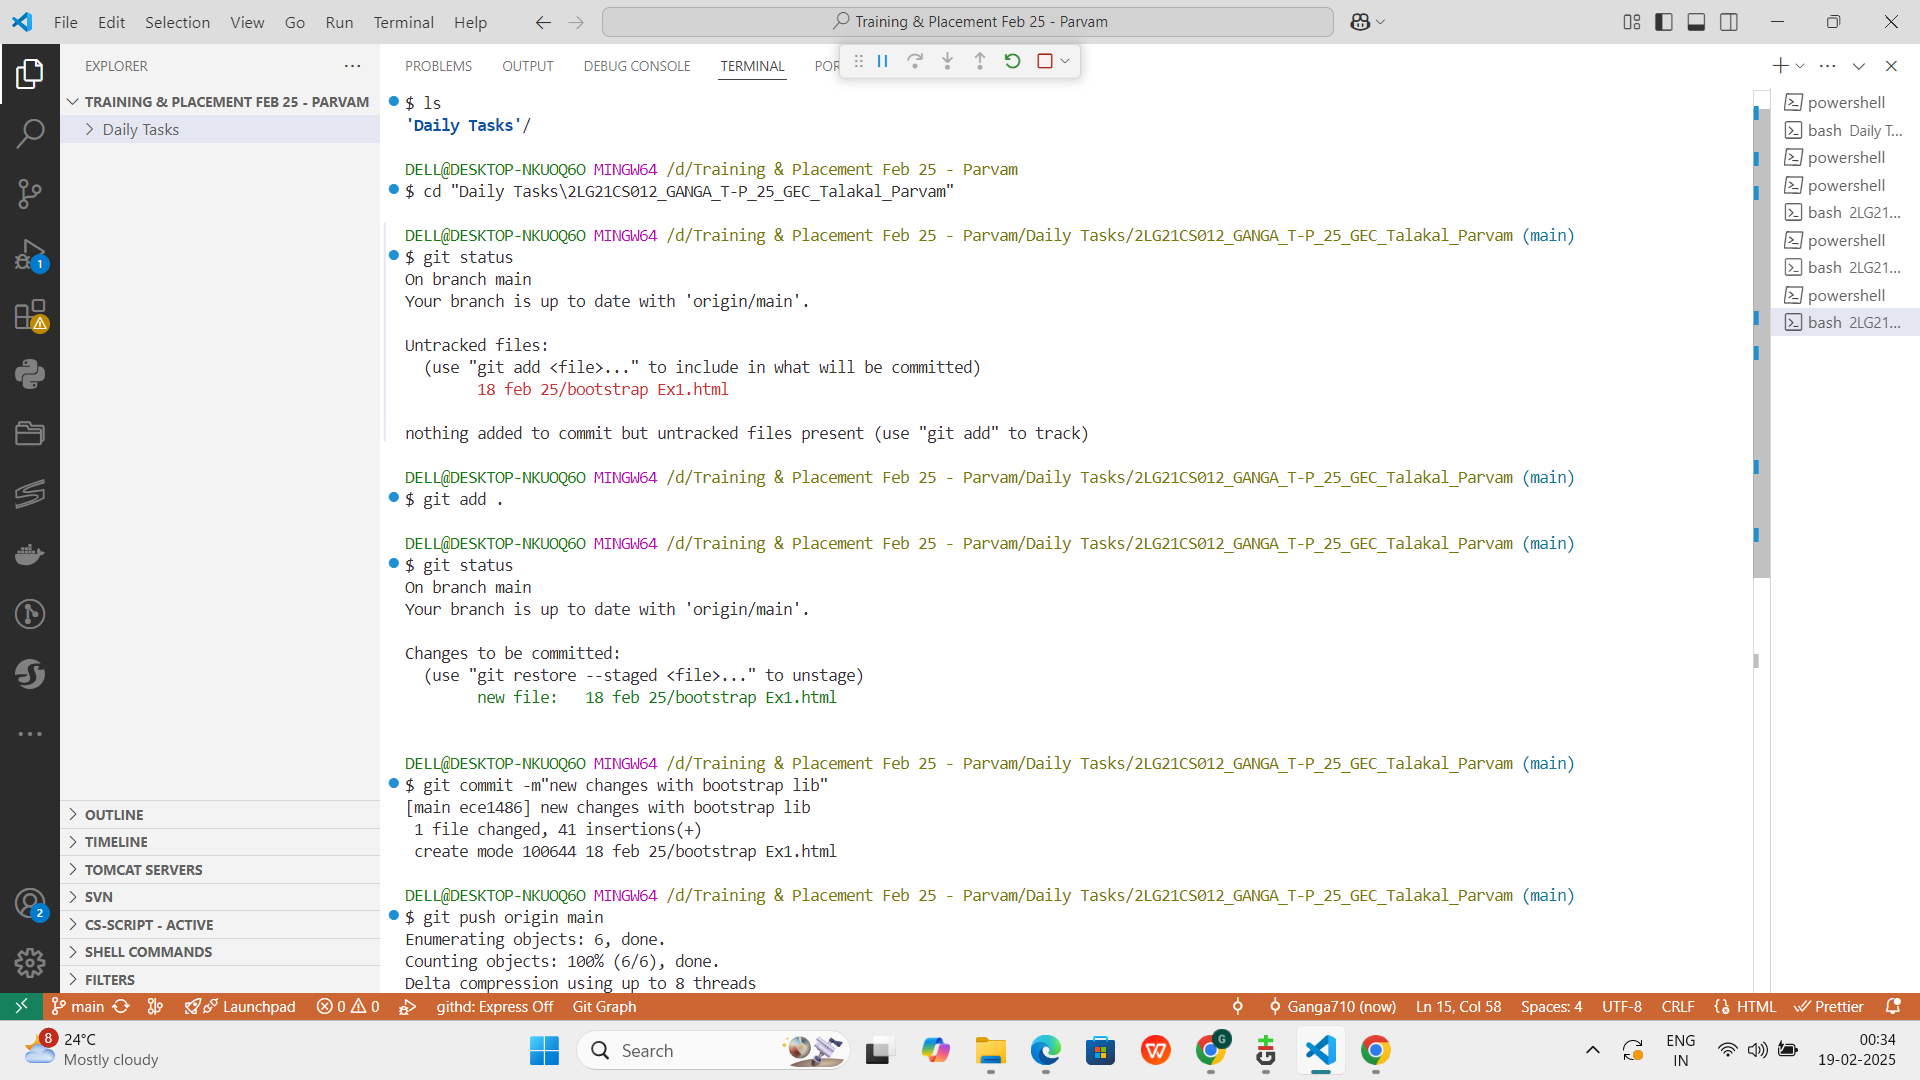 File Edit Selection View Go Run Terminal Help
Training & Placement Feb 25 - Parvam
EXPLORER
TRAINING & PLACEMENT FEB 25 - PARVAM
Daily Tasks
PROBLEMS OUTPUT DEBUG CONSOLE TERMINAL POR
$ ls
'Daily Tasks'/
DELL@DESKTOP-NKUOQ6O MINGW64 /d/Training & Placement Feb 25 - Parvam
$ cd "Daily Tasks\2LG21CS012_GANGA_T-P_25_GEC_Talakal_Parvam"
DELL@DESKTOP-NKUOQ6O MINGW64 /d/Training & Placement Feb 25 - Parvam/Daily Tasks/2LG21CS012_GANGA_T-P_25_GEC_Talakal_Parvam (main)
$ git status
On branch main
Your branch is up to date with 'origin/main'.
Untracked files:
(use "git add <file>..." to include in what will be committed)
18 feb 25/bootstrap Ex1.html
nothing added to commit but untracked files present (use "git add" to track)
DELL@DESKTOP-NKUOQ6O MINGW64 /d/Training & Placement Feb 25 - Parvam/Daily Tasks/2LG21CS012_GANGA_T-P_25_GEC_Talakal_Parvam (main)
$ git add .
DELL@DESKTOP-NKUOQ6O MINGW64 /d/Training & Placement Feb 25 - Parvam/Daily Tasks/2LG21CS012_GANGA_T-P_25_GEC_Talakal_Parvam (main)
$ git status
On branch main
Your branch is up to date with 'origin/main'.
Changes to be committed:
(use "git restore --staged <file>..." to unstage)
new file:   18 feb 25/bootstrap Ex1.html
DELL@DESKTOP-NKUOQ6O MINGW64 /d/Training & Placement Feb 25 - Parvam/Daily Tasks/2LG21CS012_GANGA_T-P_25_GEC_Talakal_Parvam (main)
$ git commit -m"new changes with bootstrap lib"
[main ece1486] new changes with bootstrap lib
1 file changed, 41 insertions(+)
create mode 100644 18 feb 25/bootstrap Ex1.html
DELL@DESKTOP-NKUOQ6O MINGW64 /d/Training & Placement Feb 25 - Parvam/Daily Tasks/2LG21CS012_GANGA_T-P_25_GEC_Talakal_Parvam (main)
$ git push origin main
Enumerating objects: 6, done.
Counting objects: 100% (6/6), done.
Delta compression using up to 8 threads
powershell
bash Daily T...
powershell
powershell
bash 2LG21...
powershell
bash 2LG21...
powershell
bash 2LG21...
1
2
OUTLINE
TIMELINE
TOMCAT SERVERS
SVN
CS-SCRIPT - ACTIVE
SHELL COMMANDS
FILTERS
main Launchpad 0 0 githd: Express Off Git Graph Ganga710 (now) Ln 15, Col 58 Spaces: 4 UTF-8 CRLF HTML Prettier
8
24°C
Mostly cloudy
Search
G
W
ENG
IN
00:34
19-02-2025